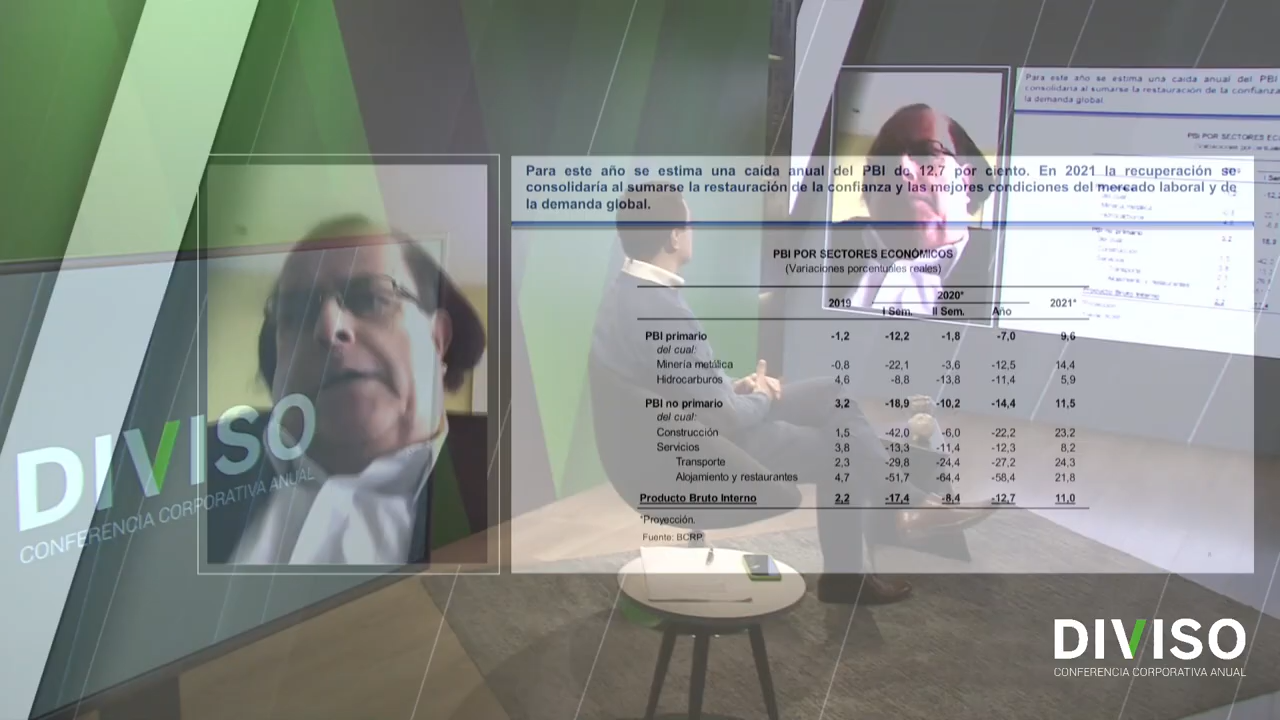 Para este año se estima una caída anual del PBI
consolidaría al sumarse la restauración de la confianza
la demanda global
Para este año se estima una caída anual del PBI de 12,7 por ciento. En 2021 la recuperación se
consolidaría al sumarse la restauración de la confianza y las mejores condiciones del mercado laboral y de
la demanda global.
PBI POR SECTORES ECONÓMICOS
(Variaciones porcentuales reales)
2019 2020* 2021*
I Sem. II Sem. Año
PBI primario -1,2 -12,2 -1,8 -7,0 9,6
del cual:
Minería metálica -0,8 -22,1 -3,6 -12,5 14,4
Hidrocarburos 4,6 -8,8 -13,8 -11,4 5,9
PBI no primario 3,2 -18,9 -10,2 -14,4 11,5
del cual:
Construcción 1,5 -42,0 -6,0 -22,2 23,2
Servicios 3,8 -13,3 -11,4 -12,3 8,2
Transporte 2,3 -29,8 -24,4 -27,2 24,3
Alojamiento y restaurantes 4,7 -51,7 -64,4 -58,4 21,8
Producto Bruto Interno 2,2 -17,4 -8,4 -12,7 11,0
*Proyección.
Fuente: BCRP
DIVISO
CONFERENCIA CORPORATIVA ANUAL
DIVISO
CONFERENCIA CORPORATIVA ANUAL